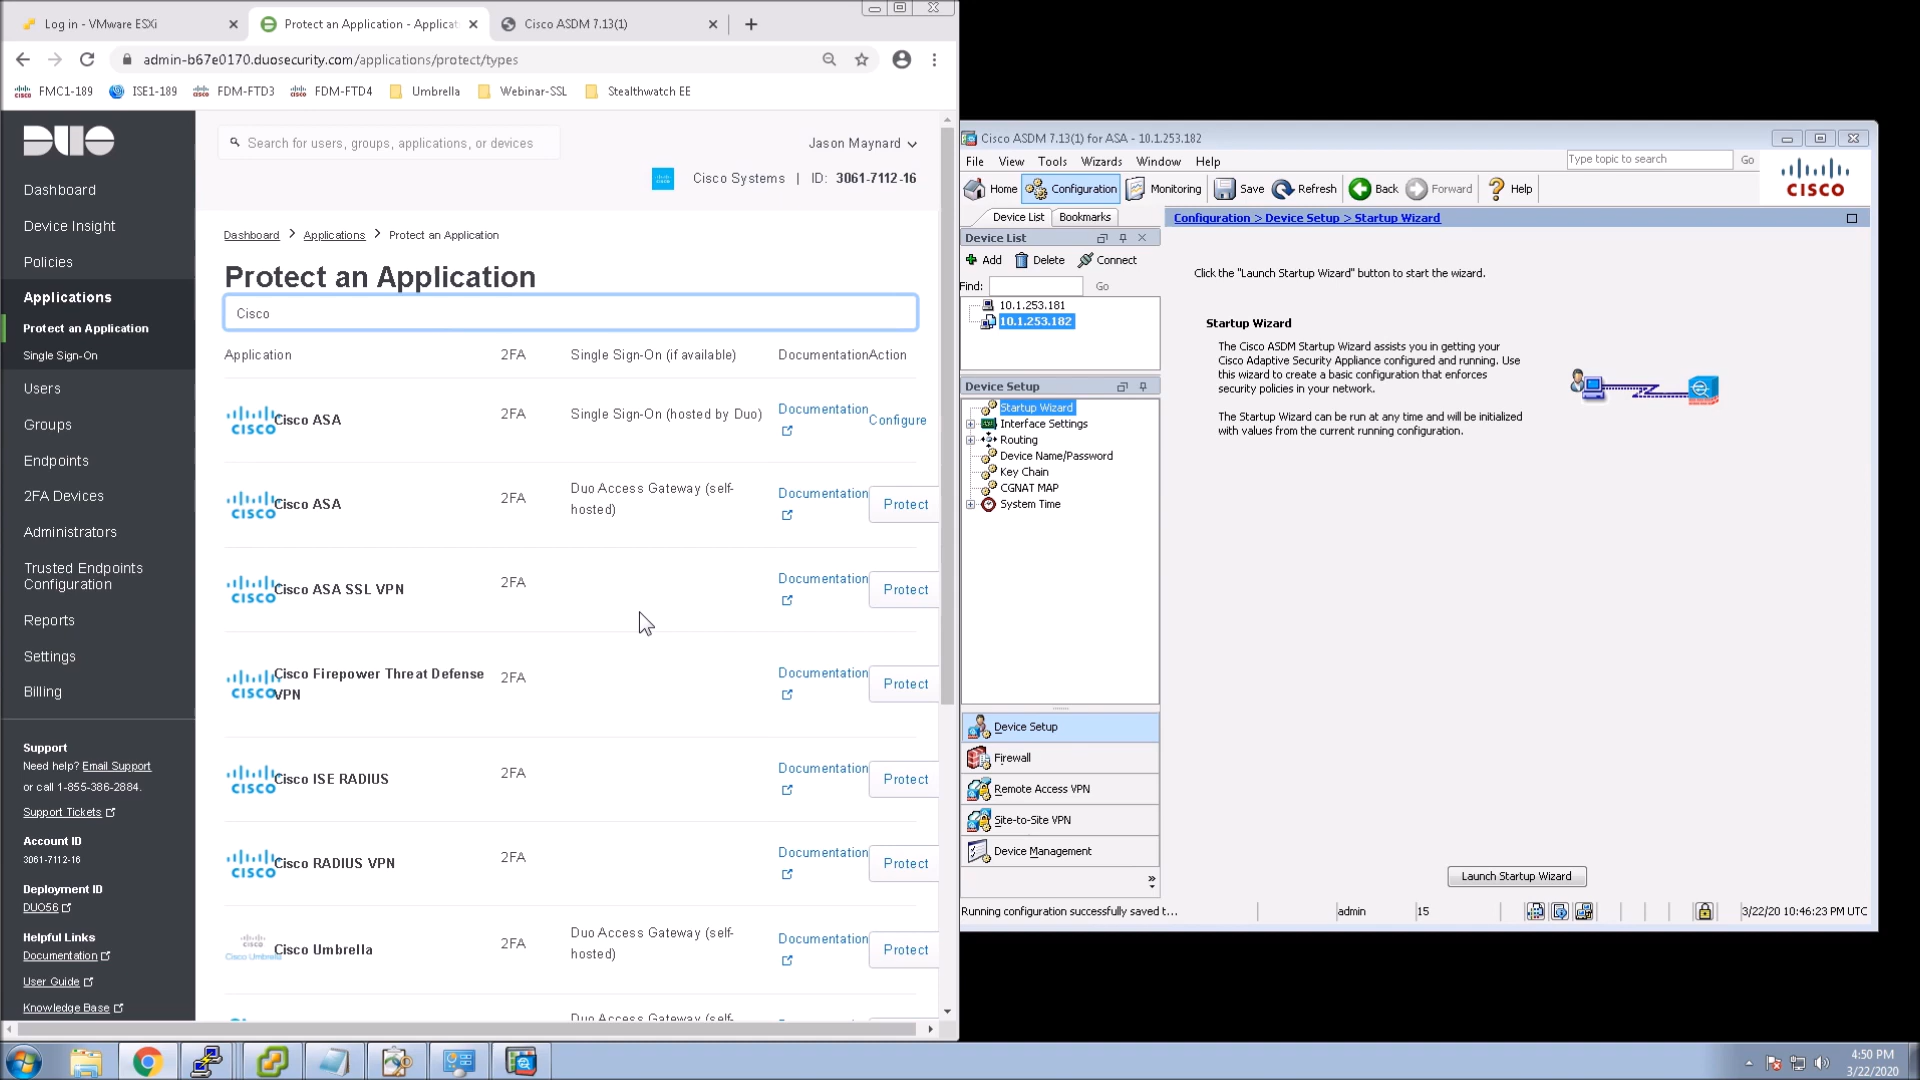 Log in - VMware ESXi
Protect an Application - Applicat
Cisco ASDM 7.13(1)
admin-b67e0170.duosecurity.com/applications/protect/types
CISCO FMC1-189
ISE1-189
CISCO FDM-FTD3
CISCO FDM-FTD4
Umbrella
Webinar-SSL
Stealthwatch EE
DUO
Dashboard
Device Insight
Policies
Applications
Protect an Application
Single Sign-On
Users
Groups
Endpoints
2FA Devices
Administrators
Trusted Endpoints
Configuration
Reports
Settings
Billing
Support
Need help? Email Support
or call 1-855-386-2884.
Support Tickets
Account ID
3061-7112-16
Deployment ID
DUO56
Helpful Links
Documentation
User Guide
Knowledge Base
Search for users, groups, applications, or devices
Jason Maynard
Cisco Systems | ID: 3061-7112-16
Dashboard > Applications > Protect an Application
Protect an Application
Cisco
Application 2FA Single Sign-On (if available) Documentation Action
CISCO Cisco ASA 2FA Single Sign-On (hosted by Duo) Documentation Configure
CISCO Cisco ASA 2FA Duo Access Gateway (self-
hosted) Documentation Protect
CISCO Cisco ASA SSL VPN 2FA Documentation Protect
CISCO Cisco Firepower Threat Defense
VPN 2FA Documentation Protect
CISCO Cisco ISE RADIUS 2FA Documentation Protect
CISCO Cisco RADIUS VPN 2FA Documentation Protect
Cisco Umbrella 2FA Duo Access Gateway (self-
hosted) Documentation Protect
Duo Access Gateway (self-
Cisco ASDM 7.13(1) for ASA - 10.1.253.182
File View Tools Wizards Window Help
Type topic to search Go
Home Configuration Monitoring Save Refresh Back Forward Help
CISCO
Device List Bookmarks
Configuration > Device Setup > Startup Wizard
Device List
Add Delete Connect
Find: Go
10.1.253.181
10.1.253.182
Device Setup
Startup Wizard
Interface Settings
Routing
Device Name/Password
Key Chain
CGNAT MAP
System Time
Device Setup
Firewall
Remote Access VPN
Site-to-Site VPN
Device Management
Click the "Launch Startup Wizard" button to start the wizard.
Startup Wizard
The Cisco ASDM Startup Wizard assists you in getting your
Cisco Adaptive Security Appliance configured and running. Use
this wizard to create a basic configuration that enforces
security policies in your network.
The Startup Wizard can be run at any time and will be initialized
with values from the current running configuration.
Launch Startup Wizard
Running configuration successfully saved t...
admin
15
3/22/20 10:46:23 PM UTC
4:50 PM
3/22/2020